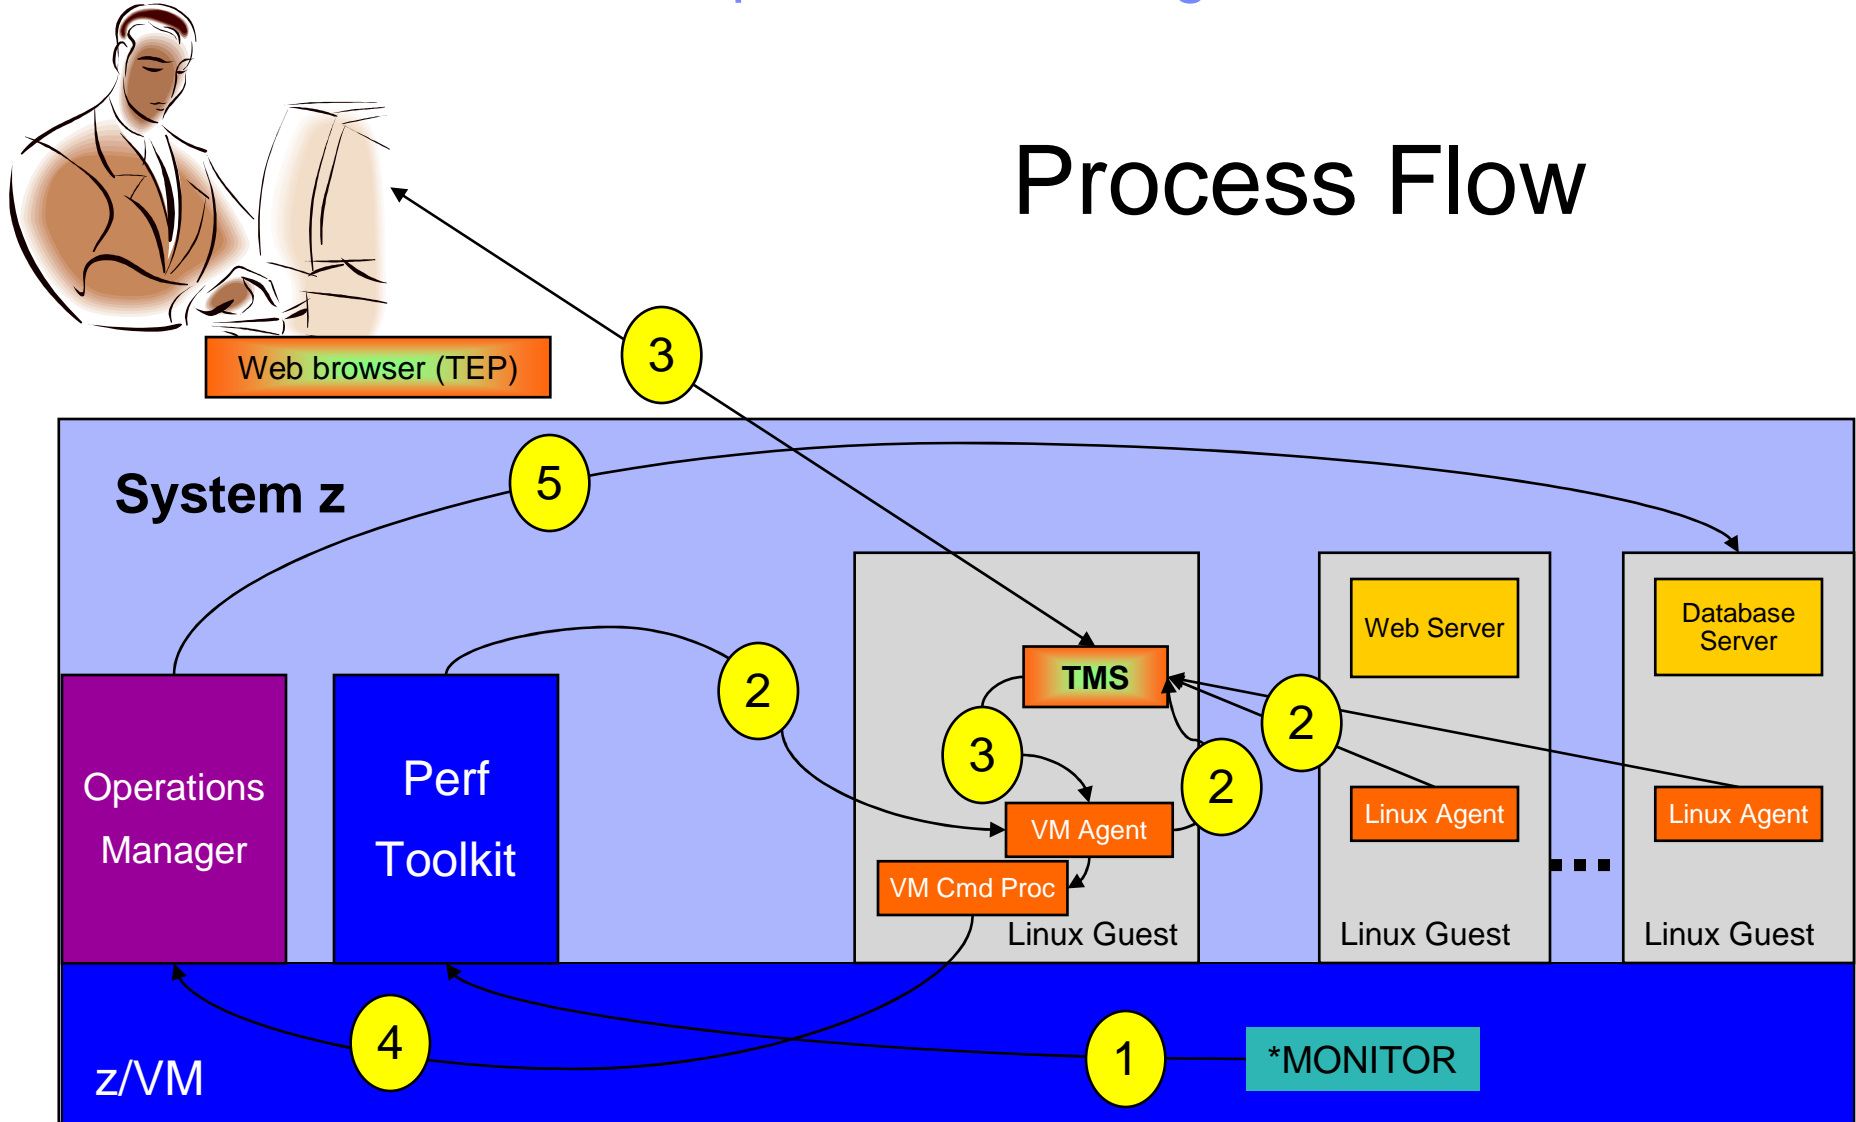 Process Flow
3
Web browser (TEP)
5
System z
Web Server
Database
Server
TMS
2
2
3
2
Operations
Manager
Perf
Toolkit
VM Agent
Linux Agent
Linux Agent
VM Cmd Proc
Linux Guest
Linux Guest
Linux Guest
4
1
*MONITOR
z/VM